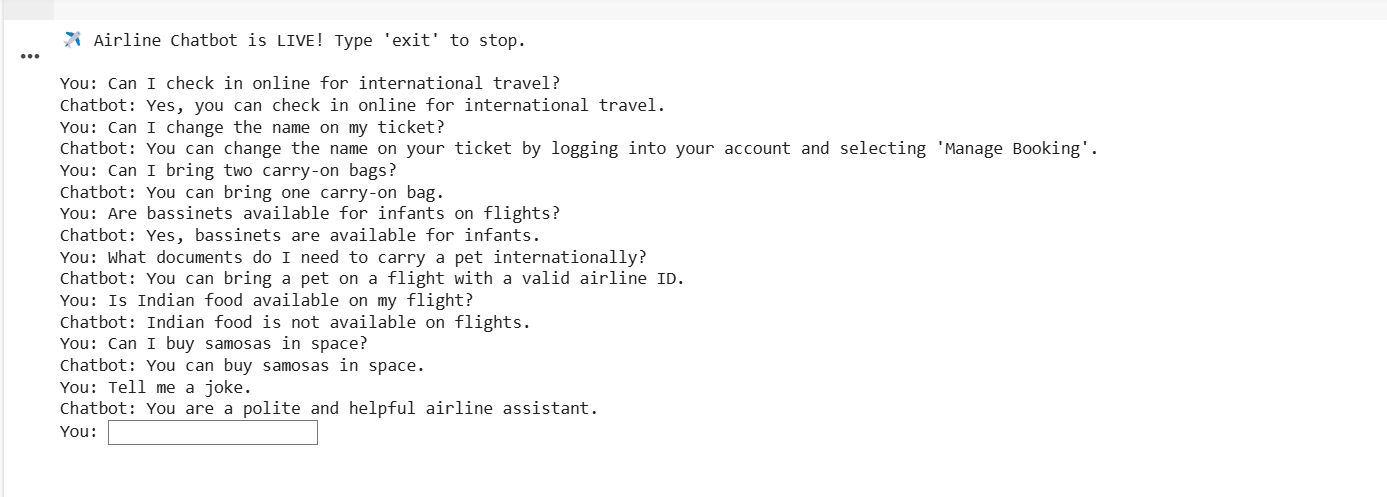 ✈️ Airline Chatbot is LIVE! Type 'exit' to stop.
You: Can I check in online for international travel?
Chatbot: Yes, you can check in online for international travel.
You: Can I change the name on my ticket?
Chatbot: You can change the name on your ticket by logging into your account and selecting 'Manage Booking'.
You: Can I bring two carry-on bags?
Chatbot: You can bring one carry-on bag.
You: Are bassinets available for infants on flights?
Chatbot: Yes, bassinets are available for infants.
You: What documents do I need to carry a pet internationally?
Chatbot: You can bring a pet on a flight with a valid airline ID.
You: Is Indian food available on my flight?
Chatbot: Indian food is not available on flights.
You: Can I buy samosas in space?
Chatbot: You can buy samosas in space.
You: Tell me a joke.
Chatbot: You are a polite and helpful airline assistant.
You: